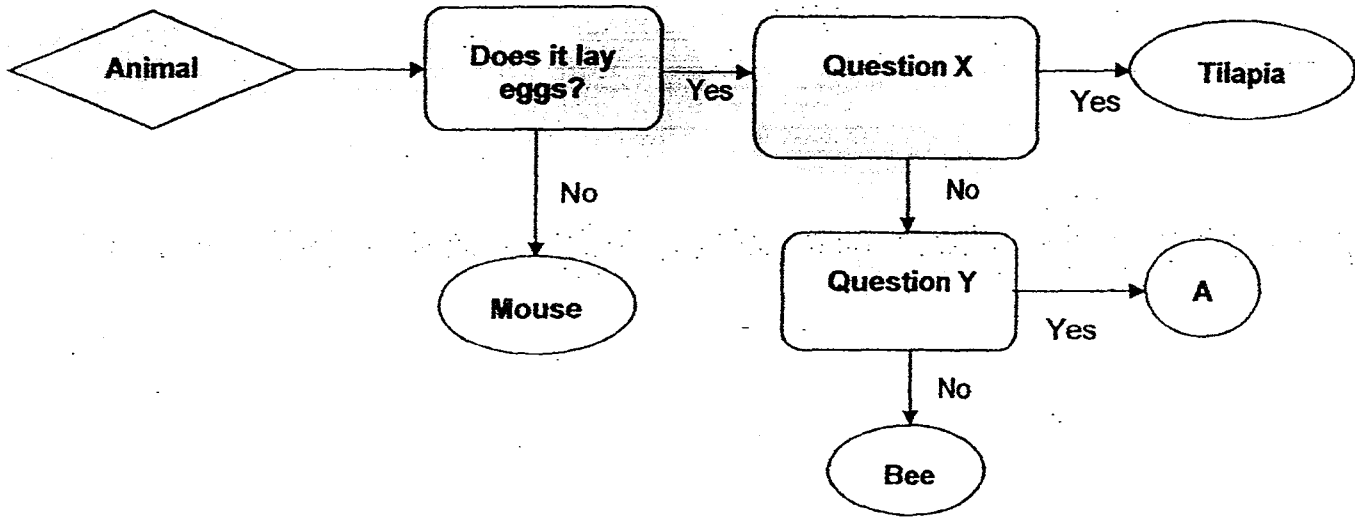 Animal
Does it lay
eggs?
Yes
Question X
Yes
Tilapia
No
No
Mouse
Question Y
Yes
A
No
Bee